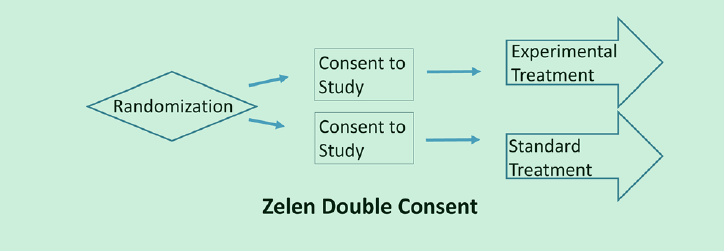 Randomization
Consent to
Study
Experimental
Treatment
Consent to
Study
Standard
Treatment
Zelen Double Consent